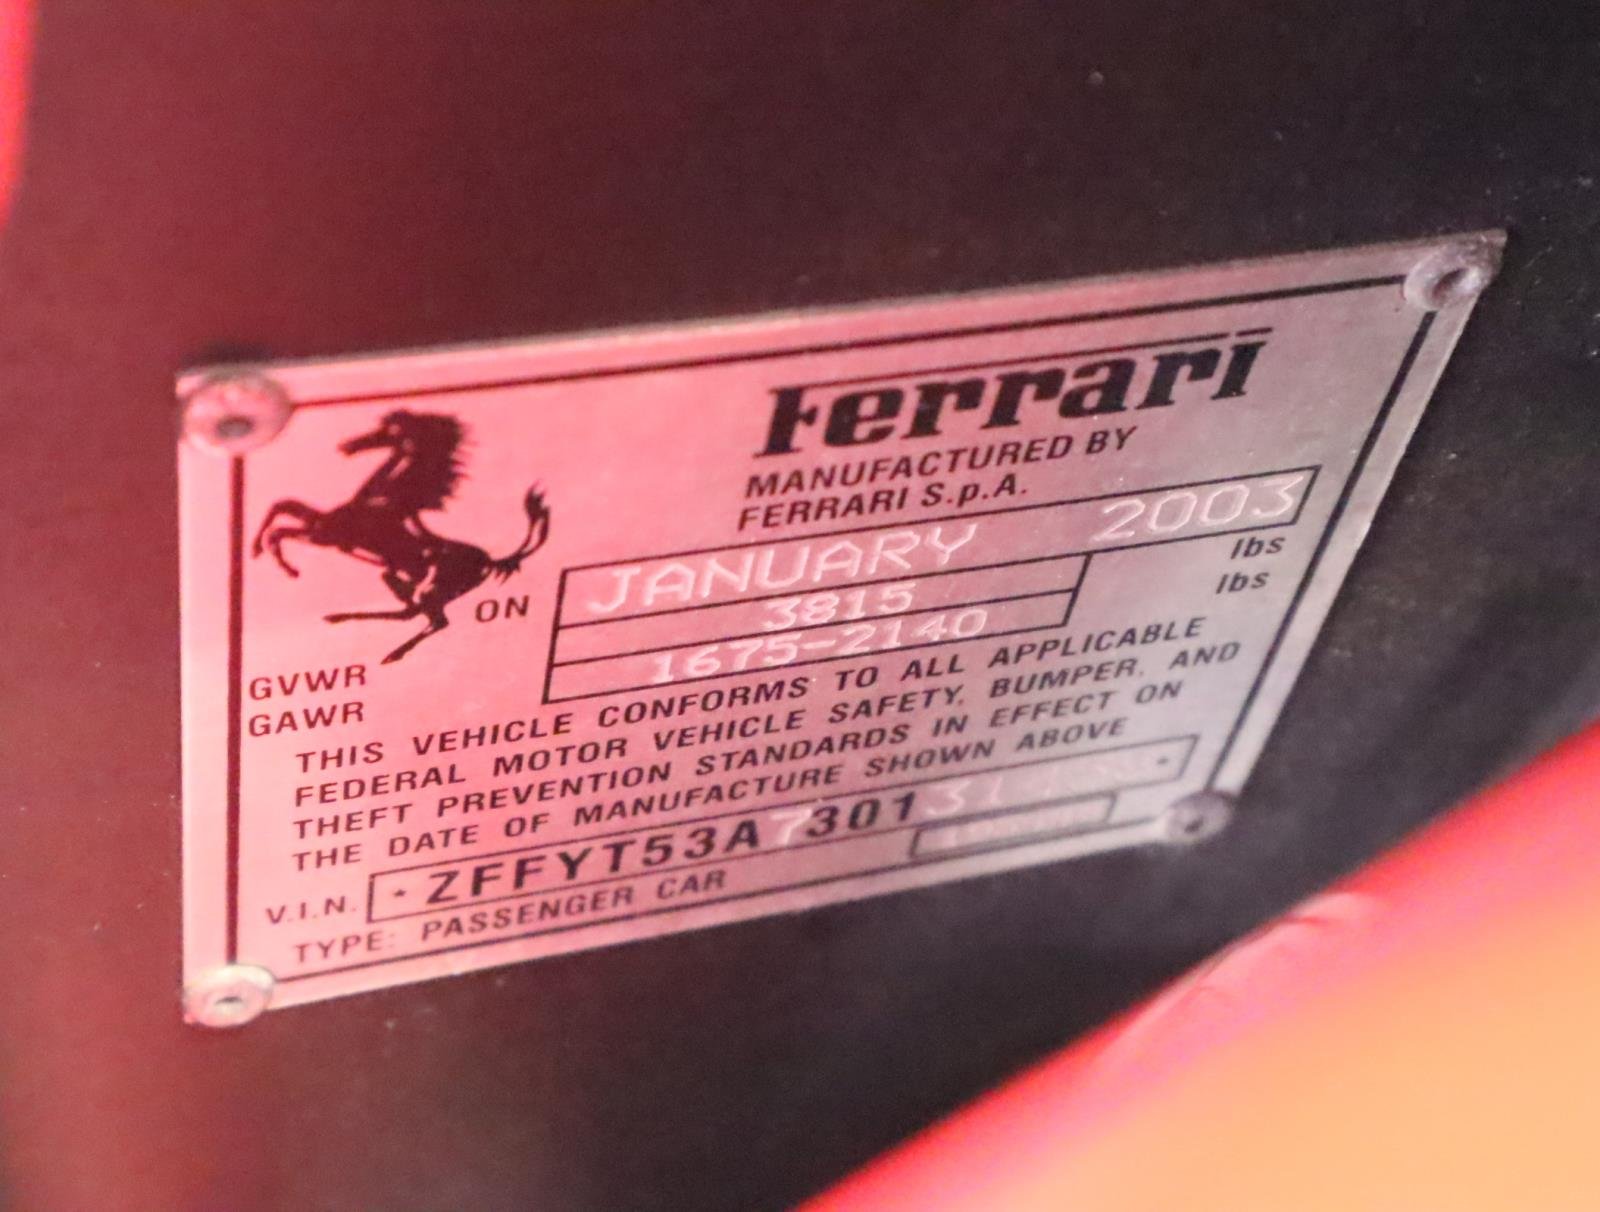 Ferrari
MANUFACTURED BY
FERRARI S.p.A.
ON JANUARY 2003
GVWR 3815 lbs
GAWR 1675-2140 lbs
THIS VEHICLE CONFORMS TO ALL APPLICABLE
FEDERAL MOTOR VEHICLE SAFETY, BUMPER, AND
THEFT PREVENTION STANDARDS IN EFFECT ON
THE DATE OF MANUFACTURE SHOWN ABOVE
V.I.N.
TYPE: PASSENGER CAR